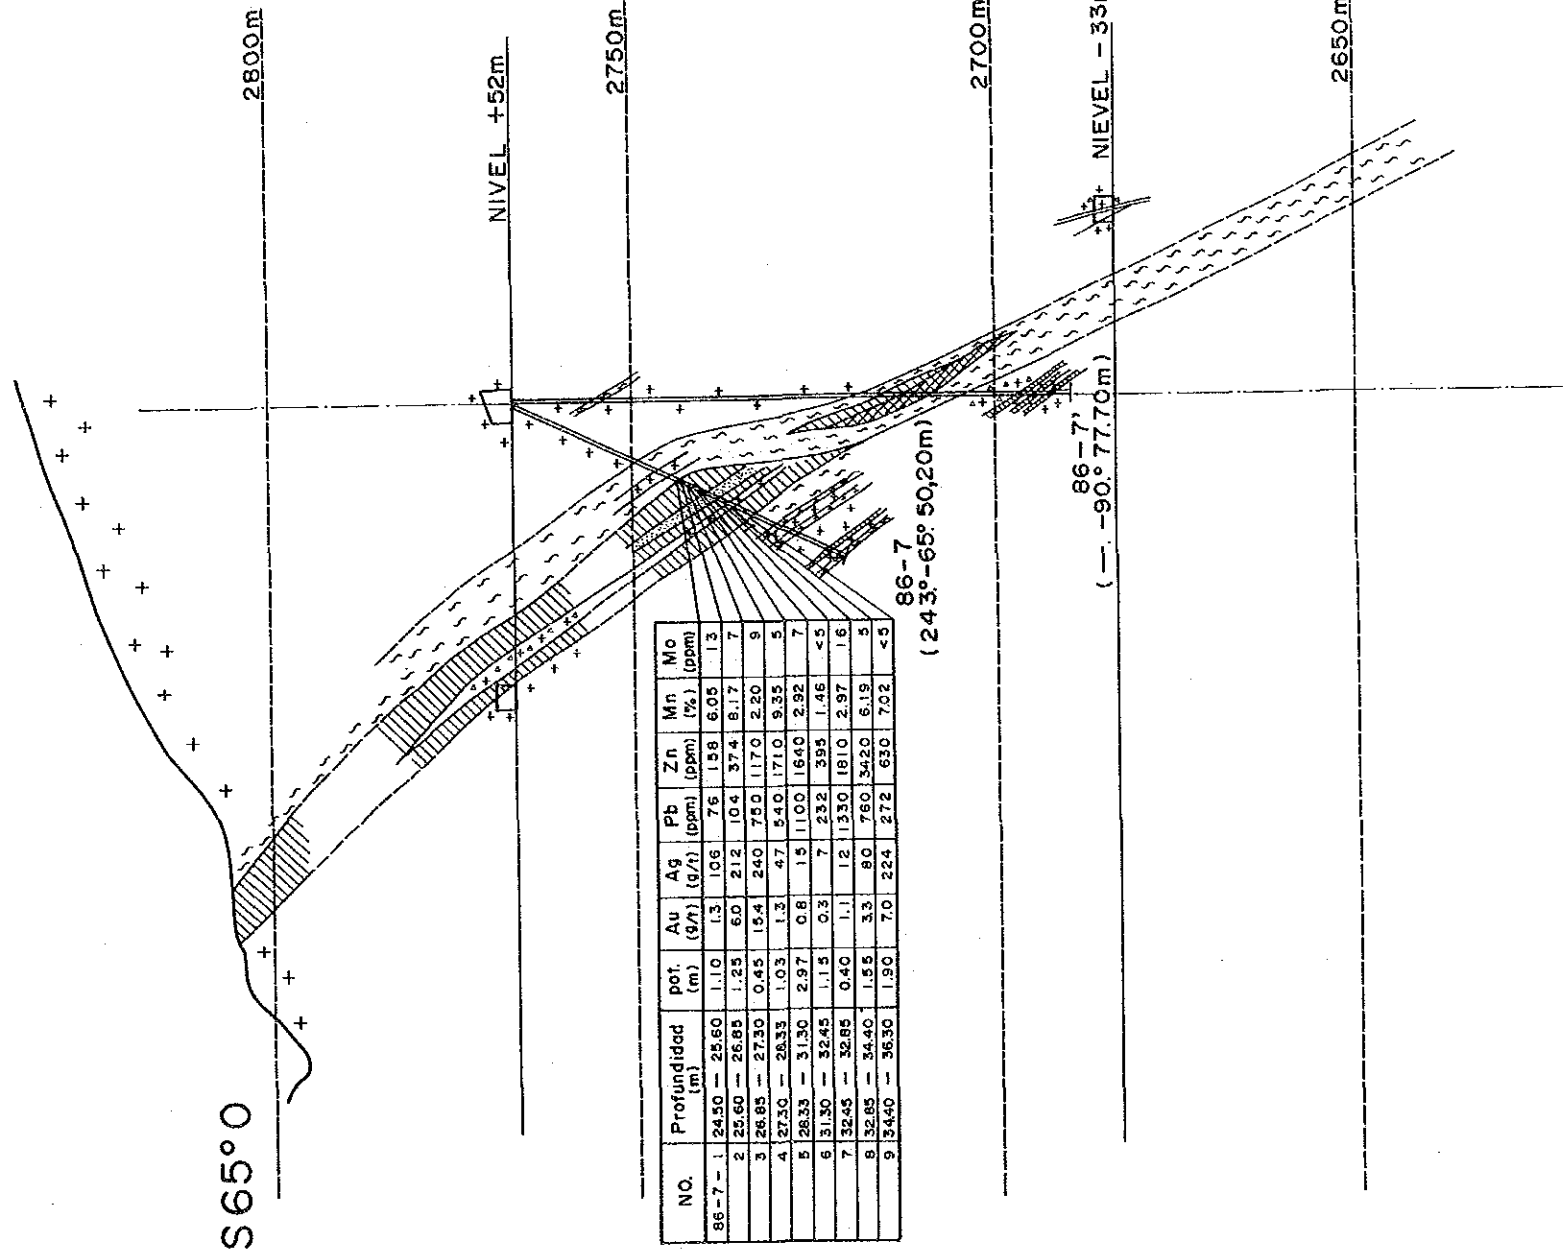 S65°O
2800m
NIVEL +52m
2750m
2700m
NIEVEL -33
2650m
86-7
(243°-65° 50,20m)
86-7'
(— -90° 77.70m)
NO. Profundidad (m) pot. (m) Au (g/t) Ag (g/t) Pb (ppm) Zn (ppm) Mn (%) Mo (ppm)
86-7-1 24.50 — 25.60 1.10 1.3 106 76 158 6.05 13
2 25.60 — 26.85 1.25 6.0 212 104 374 8.17 7
3 26.85 — 27.30 0.45 15.4 240 750 1170 2.20 9
4 27.30 — 28.33 1.03 1.3 47 540 1710 9.35 5
5 28.33 — 31.30 2.97 0.8 15 1100 1640 2.92 7
6 31.30 — 32.45 1.15 0.3 7 232 395 1.46 <5
7 32.45 — 32.85 0.40 1.1 12 1330 1810 2.97 16
8 32.85 — 34.40 1.55 3.3 80 760 3420 6.19 5
9 34.40 — 36.30 1.90 7.0 224 272 630 7.02 <5